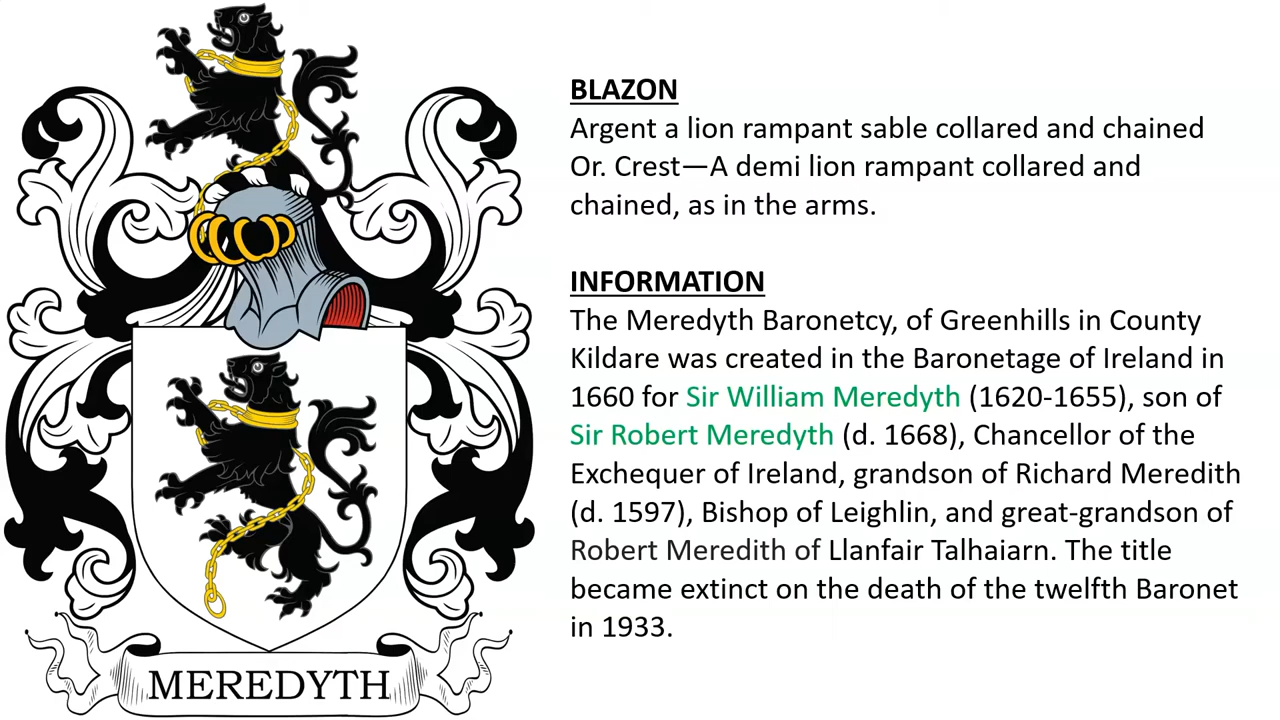 BLAZON
Argent a lion rampant sable collared and chained
Or. Crest—A demi lion rampant collared and
chained, as in the arms.
INFORMATION
The Meredyth Baronetcy, of Greenhills in County
Kildare was created in the Baronetage of Ireland in
1660 for Sir William Meredyth (1620-1655), son of
Sir Robert Meredyth (d. 1668), Chancellor of the
Exchequer of Ireland, grandson of Richard Meredith
(d. 1597), Bishop of Leighlin, and great-grandson of
Robert Meredith of Llanfair Talhaiarn. The title
became extinct on the death of the twelfth Baronet
in 1933.
MEREDYTH